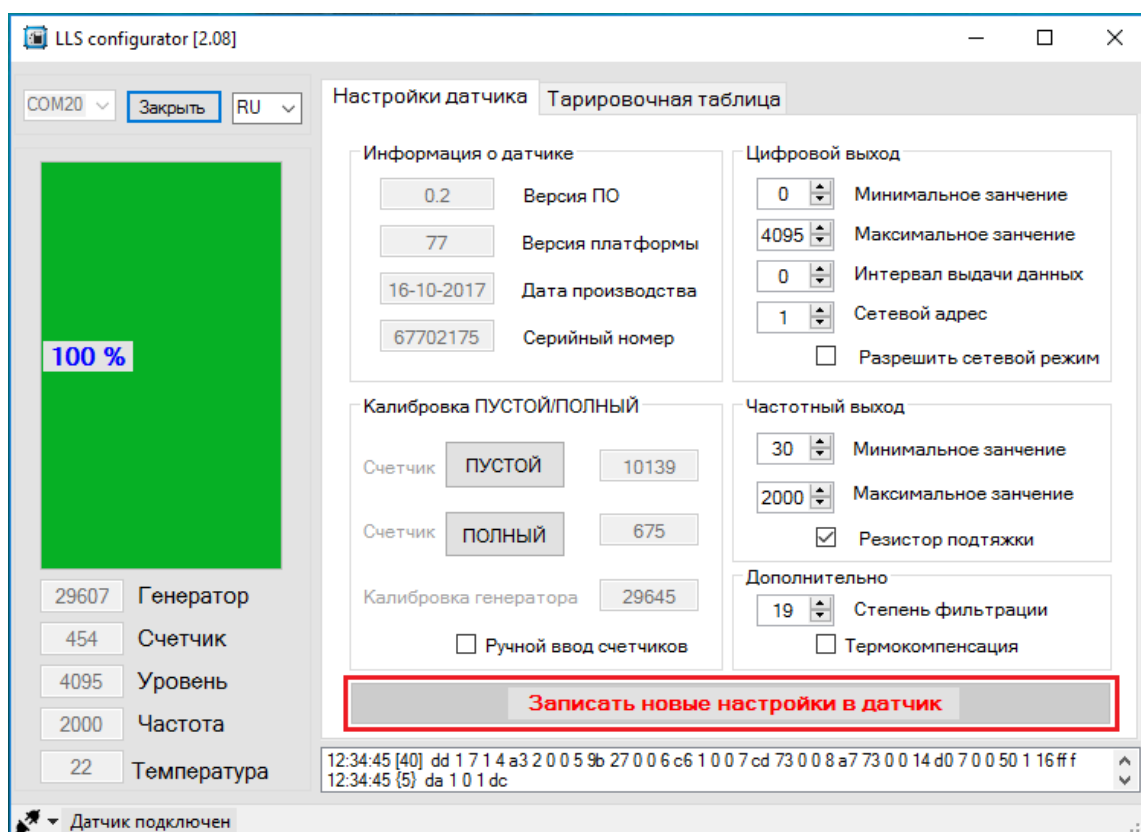 LLS configurator [2.08]
COM20 Закрыть RU
Настройки датчика Тарировочная таблица
Информация о датчике
0.2 Версия ПО
77 Версия платформы
16-10-2017 Дата производства
67702175 Серийный номер
Цифровой выход
0 Минимальное занчение
4095 Максимальное занчение
0 Интервал выдачи данных
1 Сетевой адрес
Разрешить сетевой режим
100 %
Калибровка ПУСТОЙ/ПОЛНЫЙ
Счетчик ПУСТОЙ 10139
Счетчик ПОЛНЫЙ 675
Калибровка генератора 29645
Ручной ввод счетчиков
Частотный выход
30 Минимальное занчение
2000 Максимальное занчение
Резистор подтяжки
Дополнительно
19 Степень фильтрации
Термокомпенсация
29607 Генератор
454 Счетчик
4095 Уровень
2000 Частота
22 Температура
Записать новые настройки в датчик
12:34:45 [40] dd 1 7 1 4 a3 2 0 0 5 9b 27 0 0 6 c6 1 0 0 7 cd 73 0 0 8 a7 73 0 0 14 d0 7 0 0 50 1 16 ff f
12:34:45 {5} da 1 0 1 dc
Датчик подключен